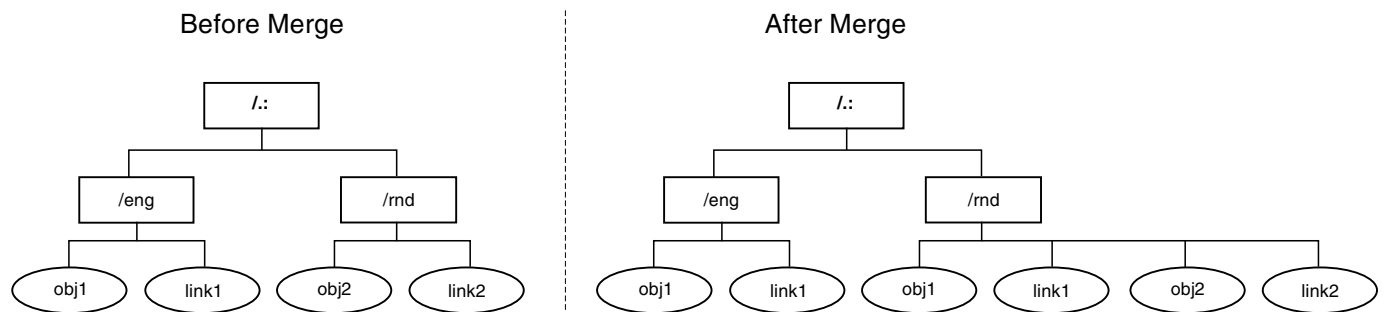 Before Merge
/.:
/eng
/rnd
obj1
link1
obj2
link2
After Merge
/.:
/eng
/rnd
obj1
link1
obj1
link1
obj2
link2